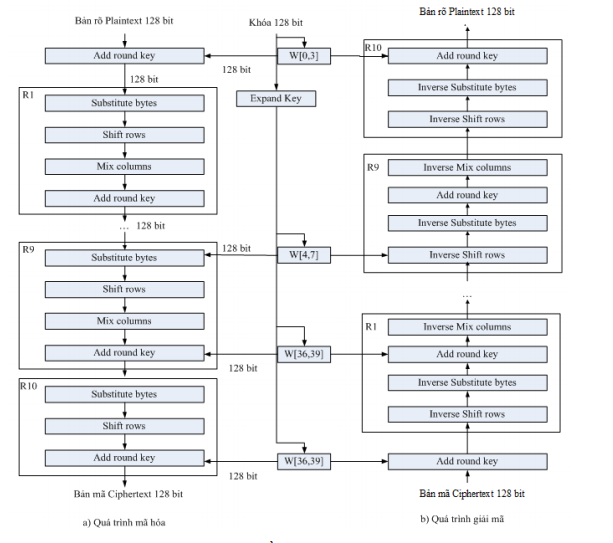 Bản rõ Plaintext 128 bit
Add round key
128 bit
R1
Substitute bytes
Shift rows
Mix columns
Add round key
... 128 bit
R9
Substitute bytes
Shift rows
Mix columns
Add round key
R10
Substitute bytes
Shift rows
Add round key
Bản mã Ciphertext 128 bit
a) Quá trình mã hóa
Khóa 128 bit
W[0,3]
128 bit
Expand Key
128 bit
W[4,7]
W[36,39]
128 bit
W[36,39]
128 bit
Bản rõ Plaintext 128 bit
R10
Add round key
Inverse Substitute bytes
Inverse Shift rows
R9
Inverse Mix columns
Add round key
Inverse Substitute bytes
Inverse Shift rows
...
R1
Inverse Mix columns
Add round key
Inverse Substitute bytes
Inverse Shift rows
Add round key
Bản mã Ciphertext 128 bit
b) Quá trình giải mã